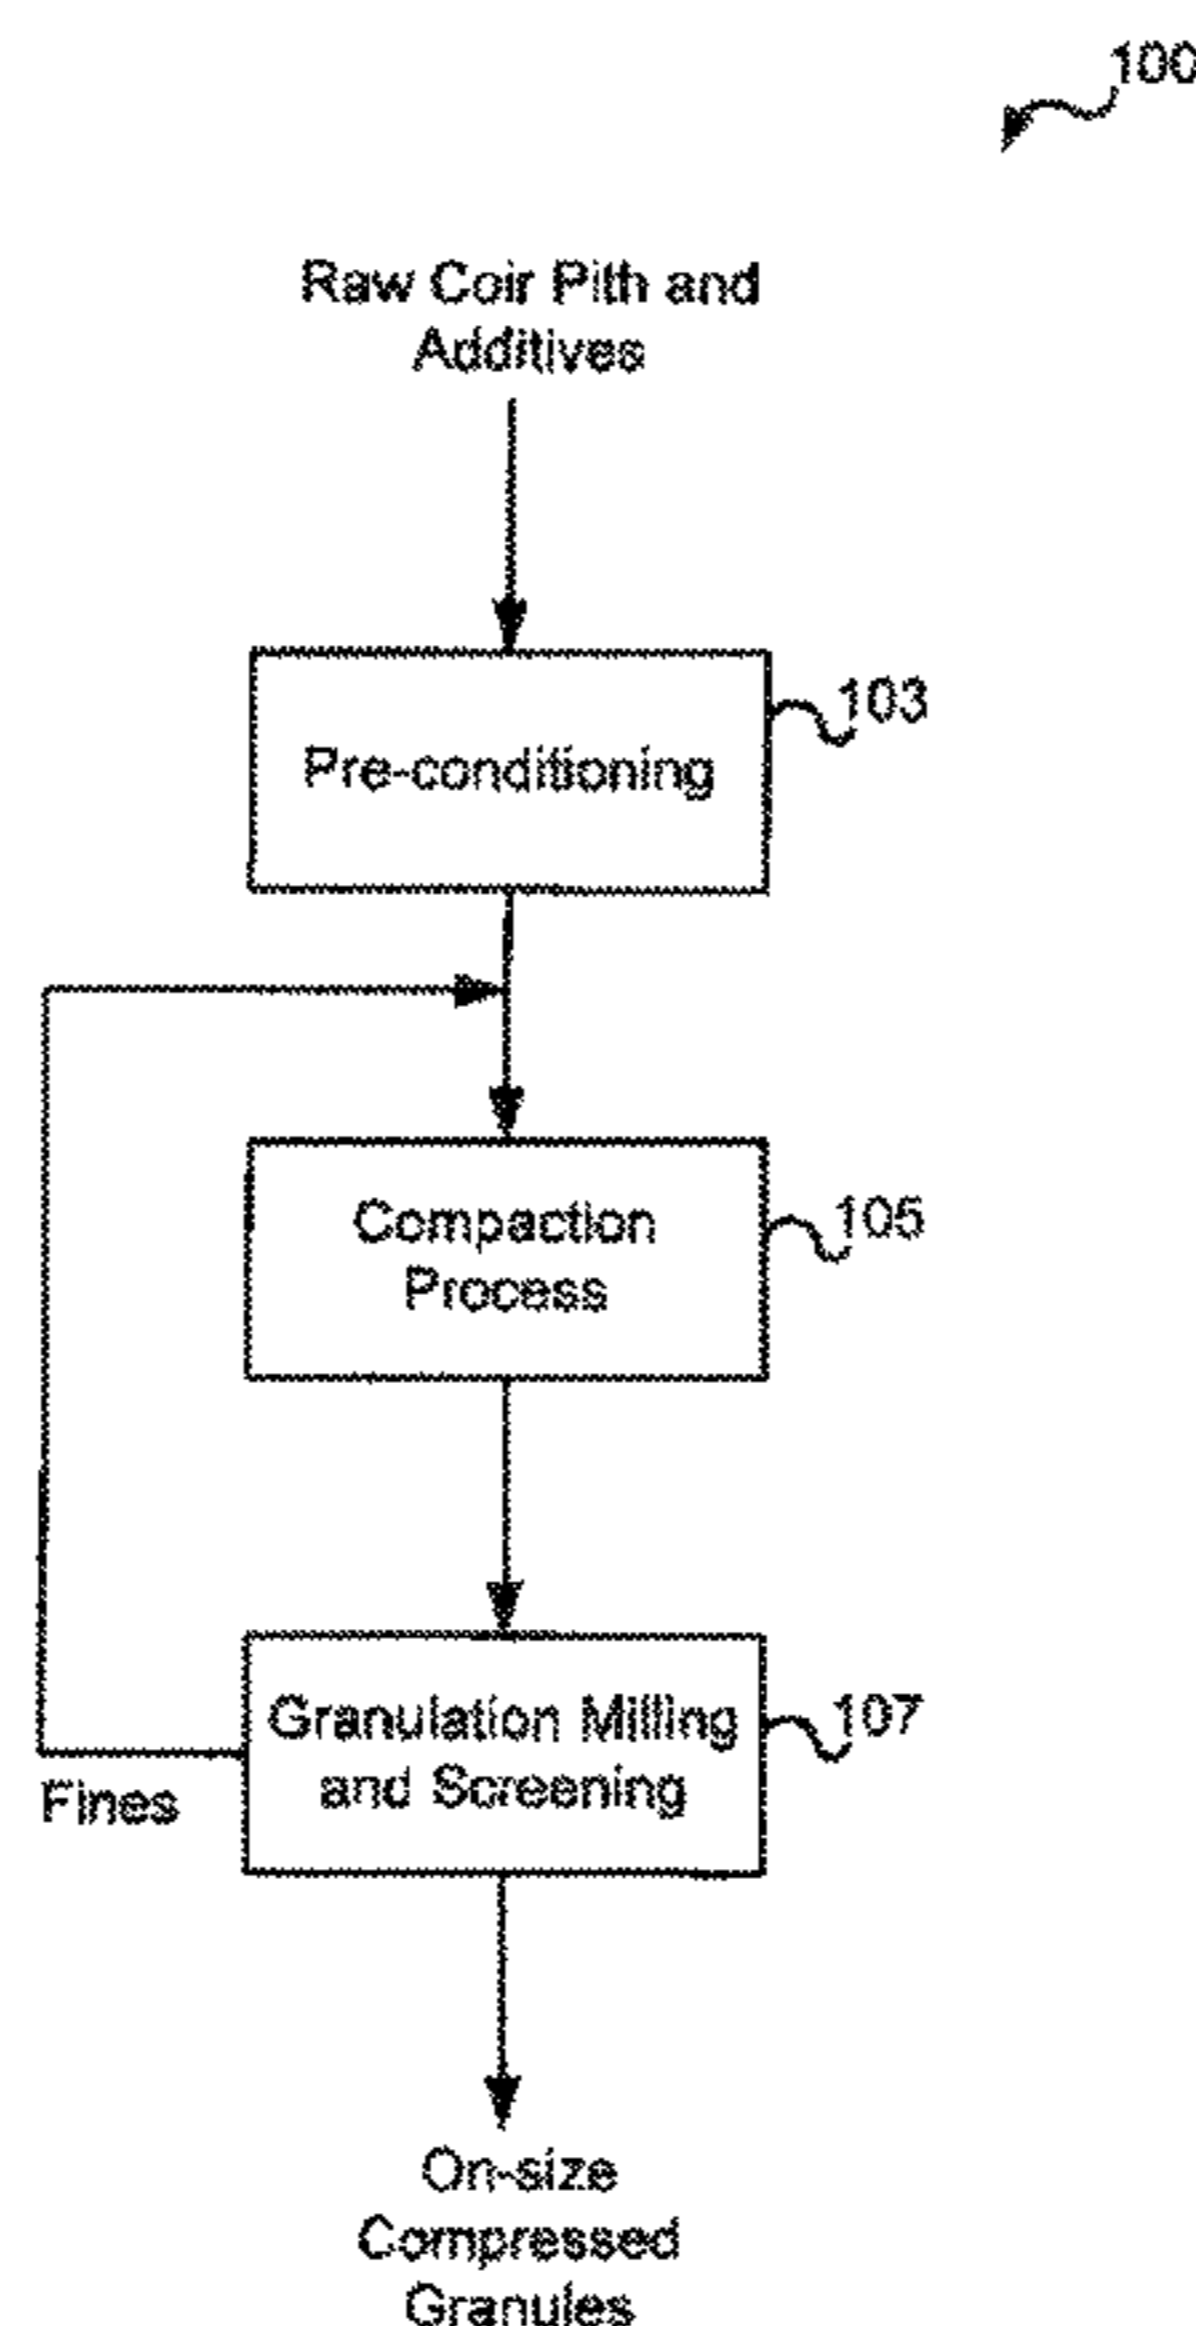 100
Raw Coir Pith and
Additives
Pre-conditioning
103
Compaction
Process
105
Granulation Milling
and Screening
107
Fines
On-size
Compressed
Granules